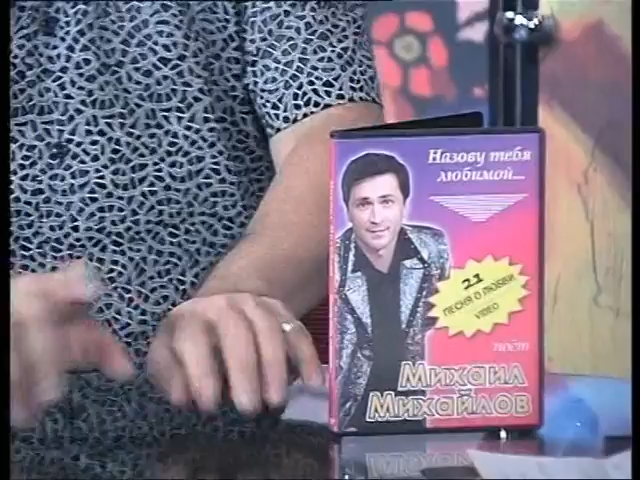 Назову тебя
любимой...
21
ПЕСНЯ О ЛЮБВИ
VIDEO
поёт
Михаил
Михайлов